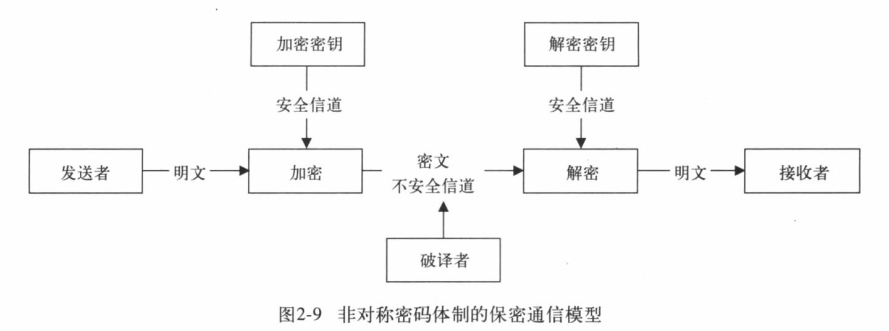 加密密钥
解密密钥
安全信道
安全信道
发送者
明文
加密
密文
不安全信道
解密
明文
接收者
破译者
图2-9 非对称密码体制的保密通信模型